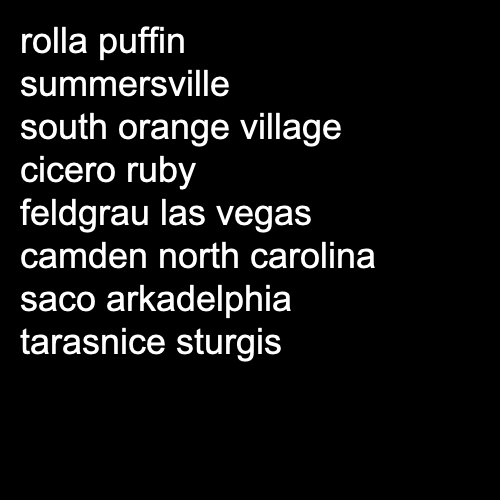 rolla puffin
summersville
south orange village
cicero ruby
feldgrau las vegas
camden north carolina
saco arkadelphia
tarasnice sturgis